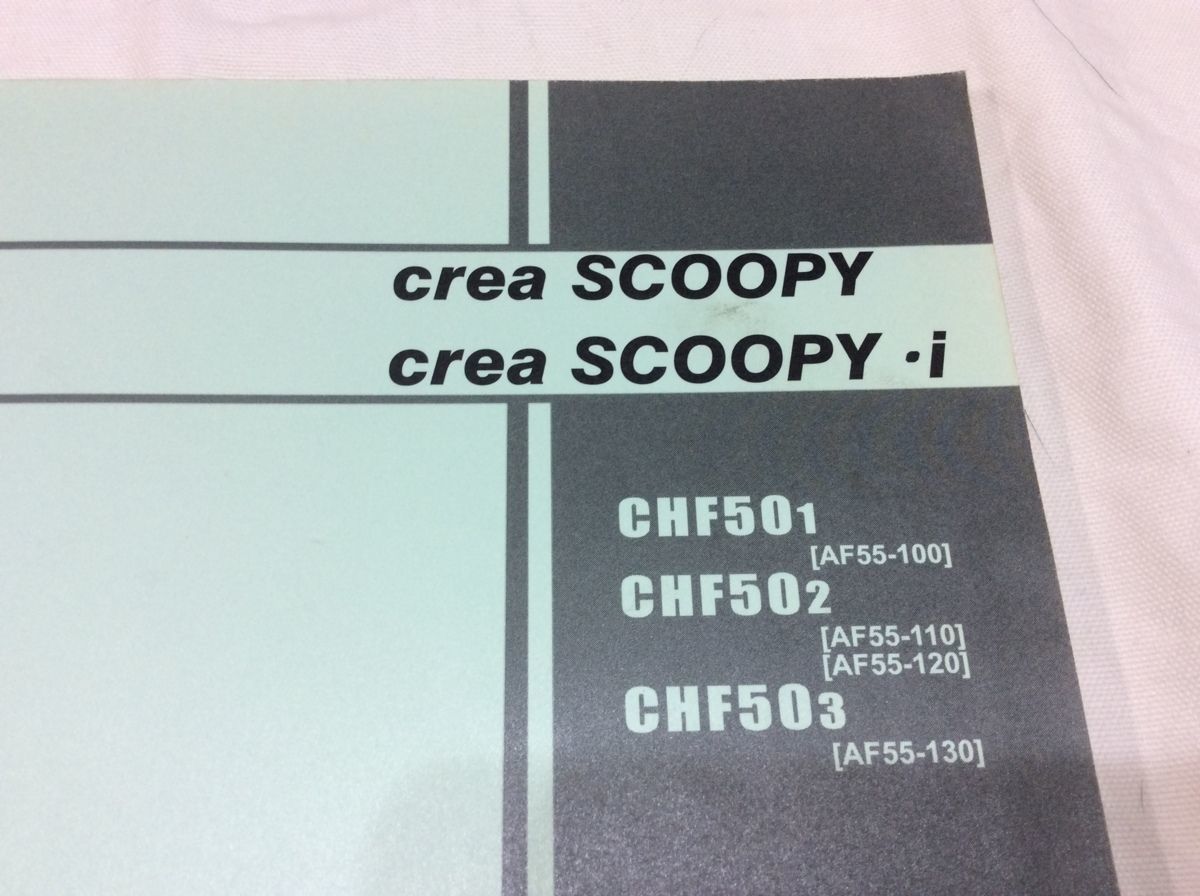 crea SCOOPY
crea SCOOPY ·i
CHF501
[AF55-100]
CHF502
[AF55-110]
[AF55-120]
CHF503
[AF55-130]